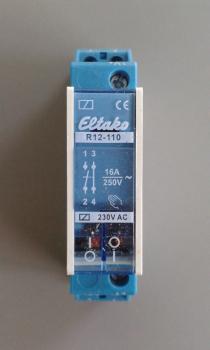 CE
Eltako
R12-110
1 3
16A
250V ~
2 4
230V AC